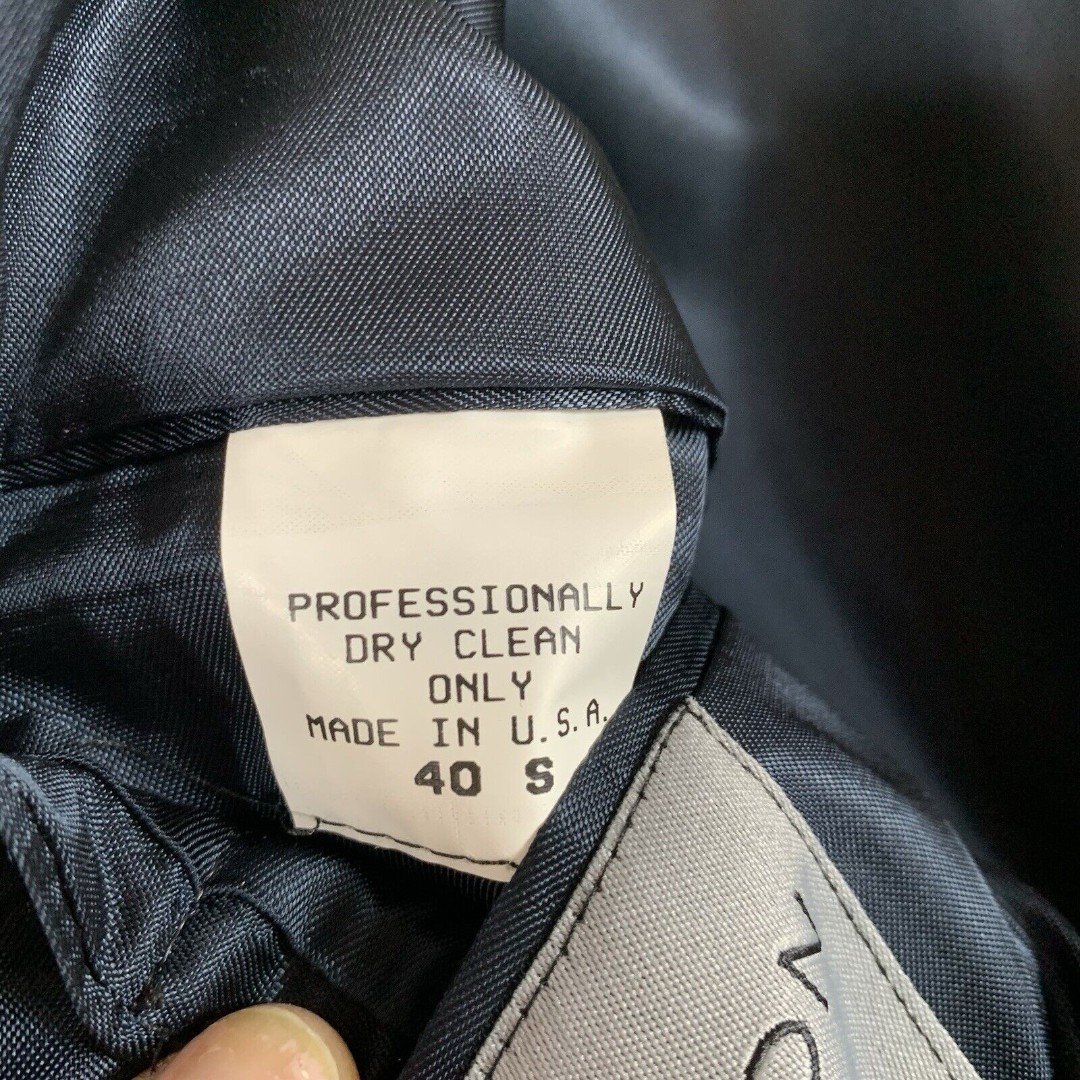 PROFESSIONALLY
DRY CLEAN
ONLY
MADE IN U.S.A.
40 S